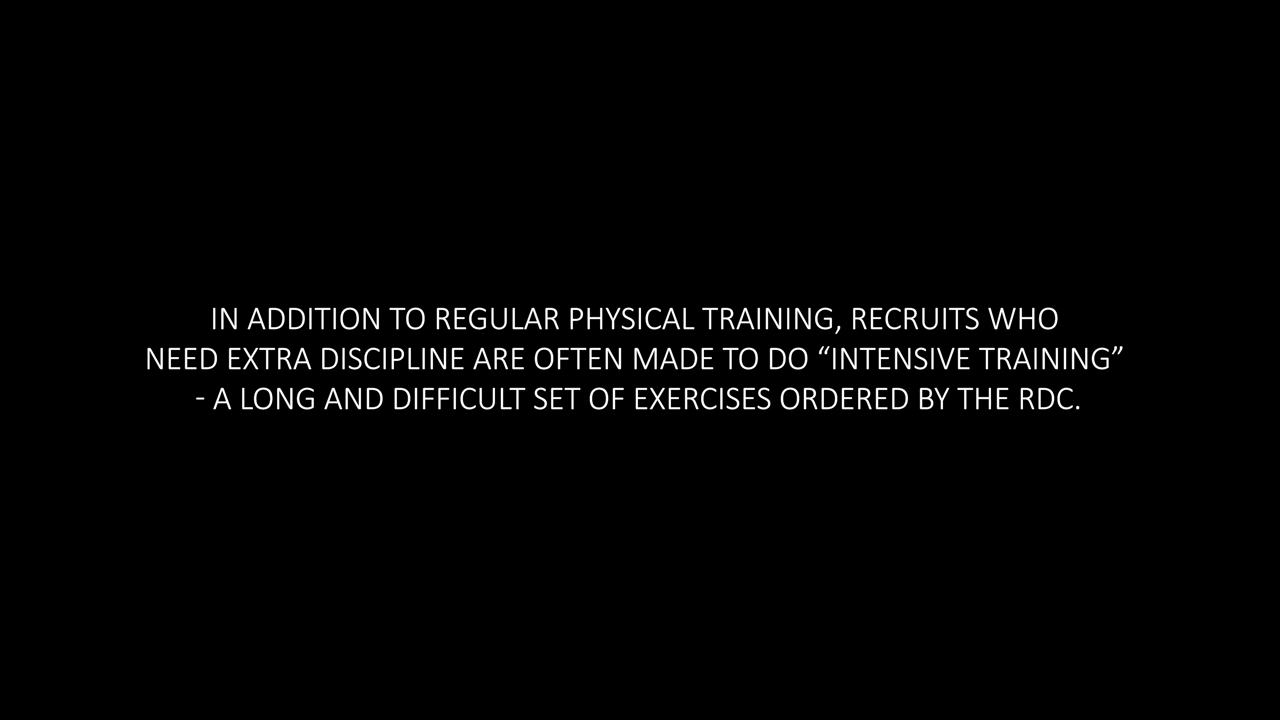 IN ADDITION TO REGULAR PHYSICAL TRAINING, RECRUITS WHO
NEED EXTRA DISCIPLINE ARE OFTEN MADE TO DO “INTENSIVE TRAINING”
- A LONG AND DIFFICULT SET OF EXERCISES ORDERED BY THE RDC.